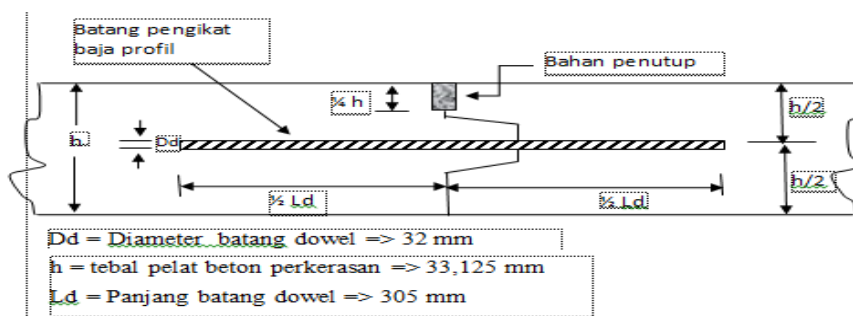 Batang pengikat
baja profil
Bahan penutup
¼ h
h/2
h
Dd
h/2
½ Ld
½ Ld
Dd = Diameter batang dowel => 32 mm
h = tebal pelat beton perkerasan => 33,125 mm
Ld = Panjang batang dowel => 305 mm